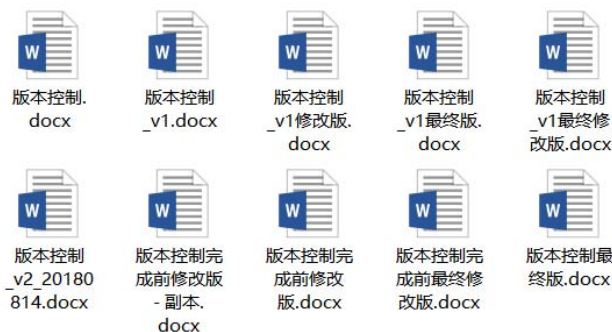 版本控制.
docx
版本控制
_v1.docx
版本控制
_v1修改版.
docx
版本控制
_v1最终版.
docx
版本控制
_v1最终修
改版.docx
版本控制
_v2_20180
814.docx
版本控制完
成前修改版
- 副本.
docx
版本控制完
成前修改
版.docx
版本控制完
成前最终修
改版.docx
版本控制最
终版.docx